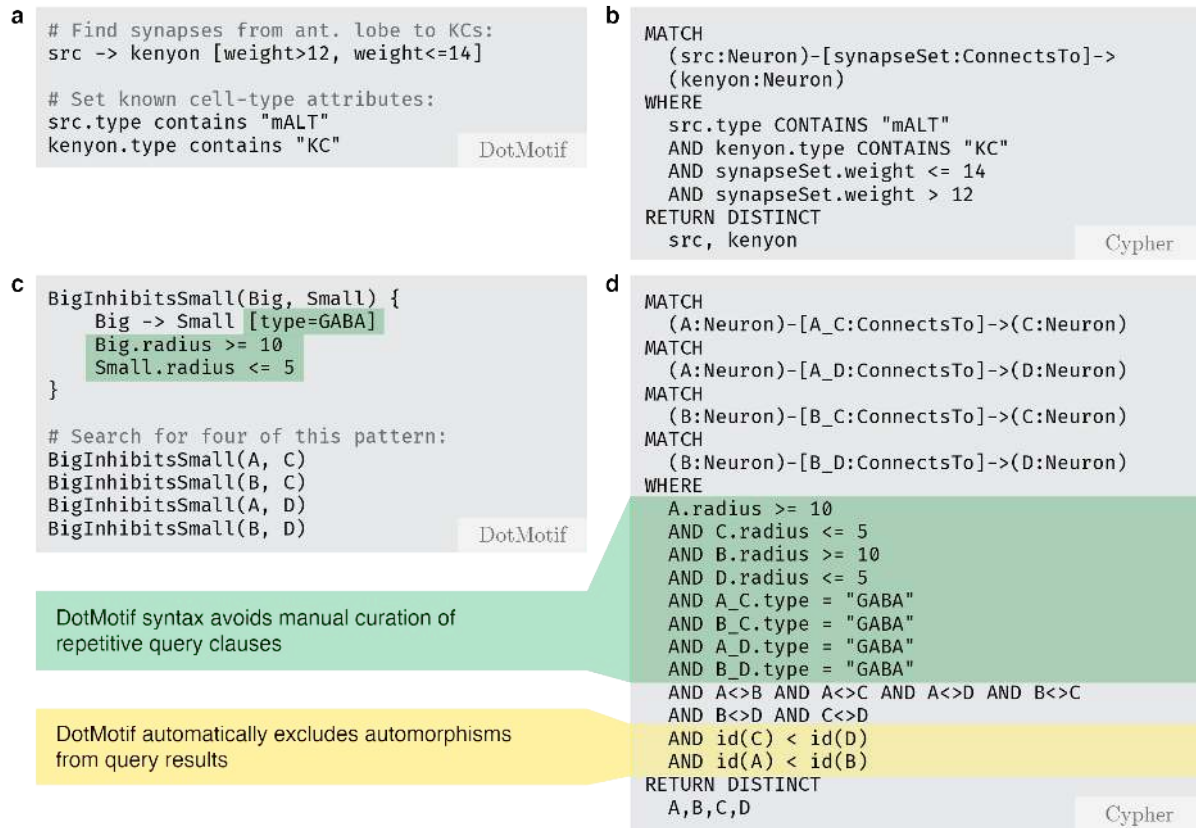 a
# Find synapses from ant. lobe to KCs:
src -> kenyon [weight>12, weight<=14]
# Set known cell-type attributes:
src.type contains "mALT"
kenyon.type contains "KC"
DotMotif
b
MATCH
(src:Neuron)-[synapseSet:ConnectsTo]->
(kenyon:Neuron)
WHERE
src.type CONTAINS "mALT"
AND kenyon.type CONTAINS "KC"
AND synapseSet.weight <= 14
AND synapseSet.weight > 12
RETURN DISTINCT
src, kenyon
Cypher
c
BigInhibitsSmall(Big, Small) {
Big -> Small [type=GABA]
Big.radius >= 10
Small.radius <= 5
}
# Search for four of this pattern:
BigInhibitsSmall(A, C)
BigInhibitsSmall(B, C)
BigInhibitsSmall(A, D)
BigInhibitsSmall(B, D)
DotMotif
DotMotif syntax avoids manual curation of
repetitive query clauses
DotMotif automatically excludes automorphisms
from query results
d
MATCH
(A:Neuron)-[A_C:ConnectsTo]->(C:Neuron)
MATCH
(A:Neuron)-[A_D:ConnectsTo]->(D:Neuron)
MATCH
(B:Neuron)-[B_C:ConnectsTo]->(C:Neuron)
MATCH
(B:Neuron)-[B_D:ConnectsTo]->(D:Neuron)
WHERE
A.radius >= 10
AND C.radius <= 5
AND B.radius >= 10
AND D.radius <= 5
AND A_C.type = "GABA"
AND B_C.type = "GABA"
AND A_D.type = "GABA"
AND B_D.type = "GABA"
AND A<>B AND A<>C AND A<>D AND B<>C
AND B<>D AND C<>D
AND id(C) < id(D)
AND id(A) < id(B)
RETURN DISTINCT
A,B,C,D
Cypher